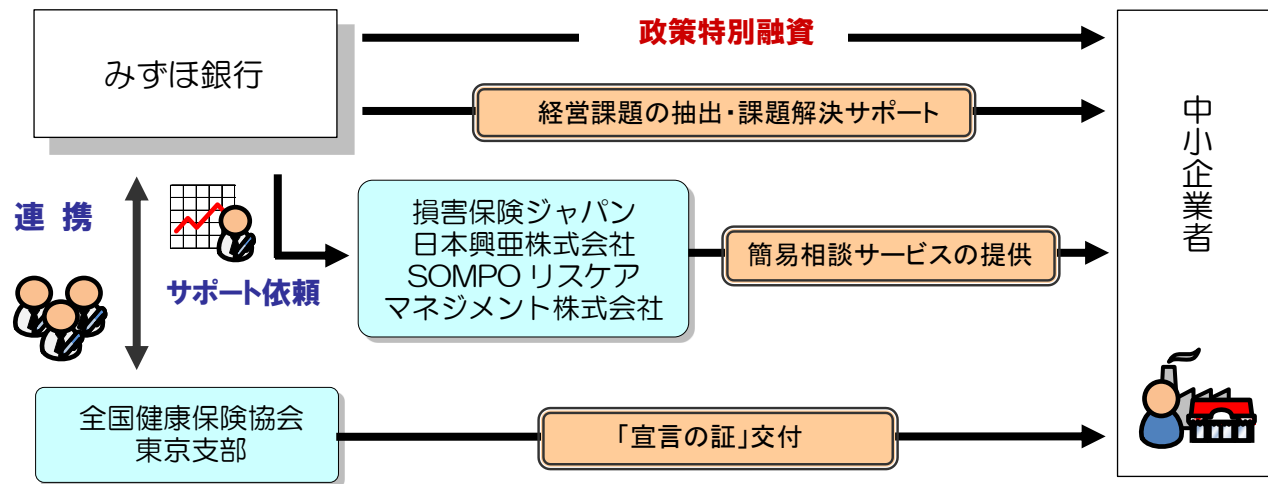 政策特別融資
みずほ銀行
経営課題の抽出・課題解決サポート
中小企業者
連 携
サポート依頼
損害保険ジャパン
日本興亜株式会社
SOMPO リスケア
マネジメント株式会社
簡易相談サービスの提供
全国健康保険協会
東京支部
「宣言の証」交付